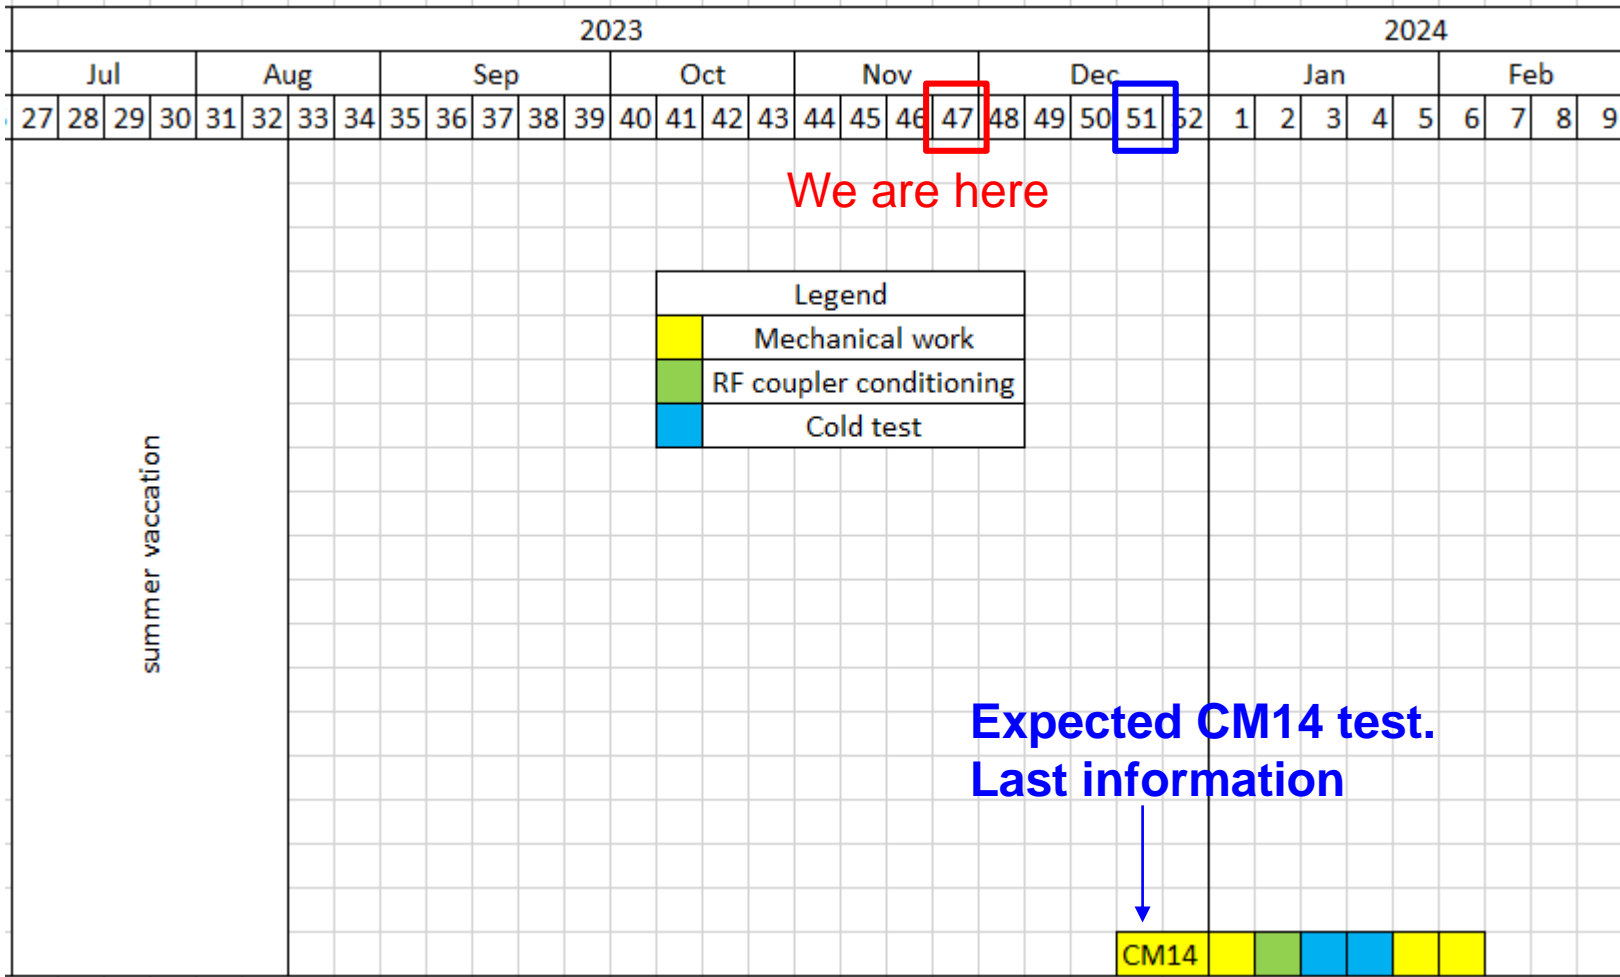 2023 2024
Jul Aug Sep Oct Nov Dec Jan Feb
27 28 29 30 31 32 33 34 35 36 37 38 39 40 41 42 43 44 45 46 47 48 49 50 51 52 1 2 3 4 5 6 7 8 9
We are here
Legend
Mechanical work
RF coupler conditioning
Cold test
summer vaccation
Expected CM14 test.
Last information
CM14